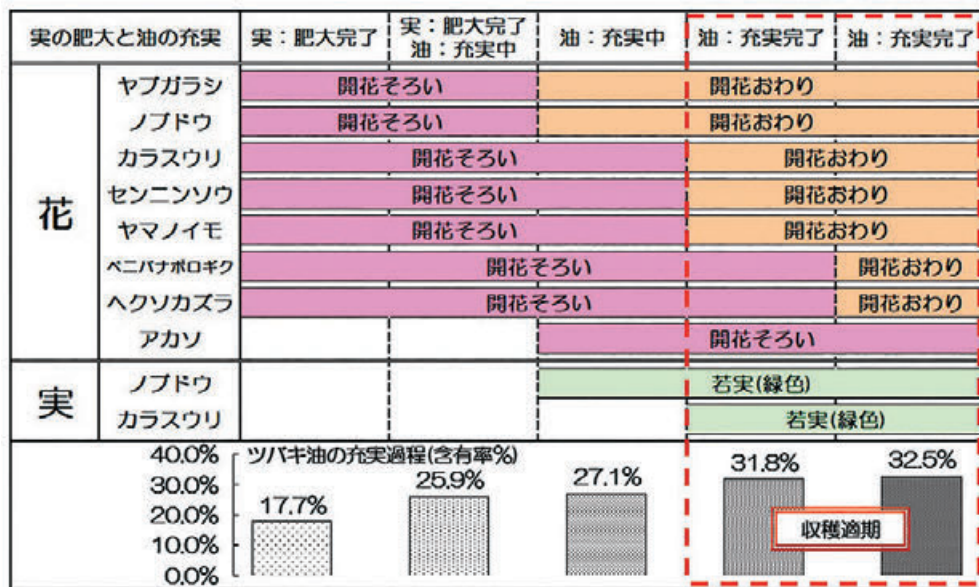 実の肥大と油の充実
実：肥大完了
実：肥大完了
油：充実中
油：充実中
油：充実完了
油：充実完了
花
ヤブガラシ
開花そろい
開花おわり
ノブドウ
開花そろい
開花おわり
カラスウリ
開花そろい
開花おわり
センニンソウ
開花そろい
開花おわり
ヤマノイモ
開花そろい
開花おわり
ベニバナボロギク
開花そろい
開花おわり
ヘクソカズラ
開花そろい
開花おわり
アカソ
開花そろい
実
ノブドウ
若実(緑色)
カラスウリ
若実(緑色)
ツバキ油の充実過程(含有率%)
40.0%
30.0%
20.0%
10.0%
0.0%
17.7%
25.9%
27.1%
31.8%
32.5%
収穫適期